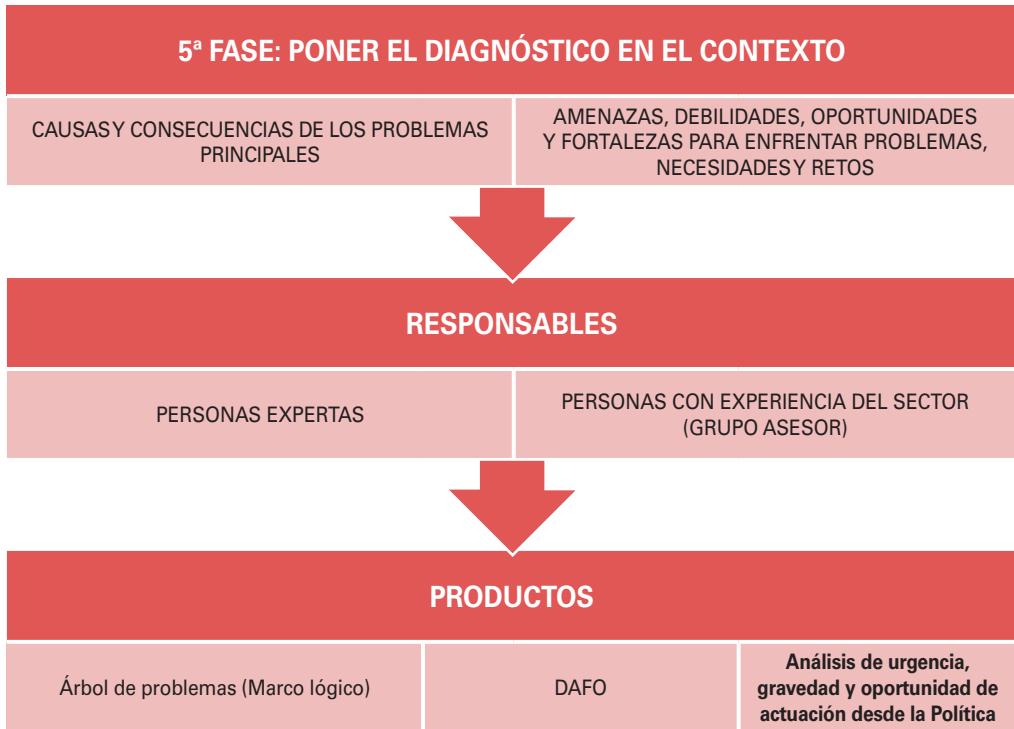 5ª FASE: PONER EL DIAGNÓSTICO EN EL CONTEXTO
CAUSAS Y CONSECUENCIAS DE LOS PROBLEMAS
PRINCIPALES
AMENAZAS, DEBILIDADES, OPORTUNIDADES
Y FORTALEZAS PARA ENFRENTAR PROBLEMAS,
NECESIDADES Y RETOS
RESPONSABLES
PERSONAS EXPERTAS
PERSONAS CON EXPERIENCIA DEL SECTOR
(GRUPO ASESOR)
PRODUCTOS
Árbol de problemas (Marco lógico)
DAFO
Análisis de urgencia,
gravedad y oportunidad de
actuación desde la Política